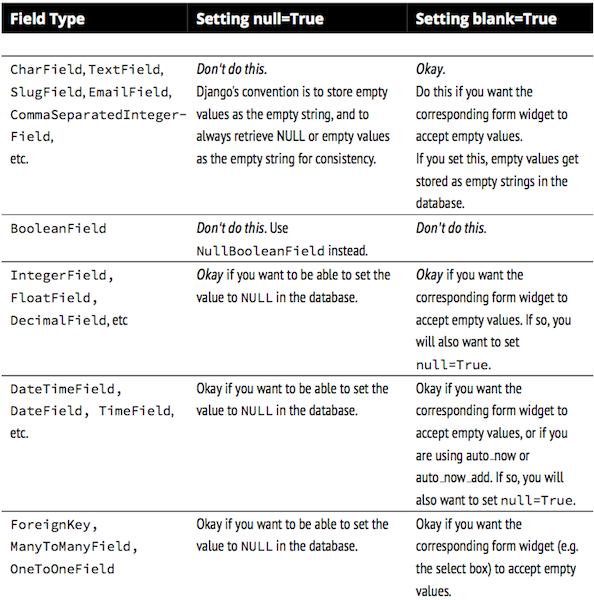 Field Type
Setting null=True
Setting blank=True
CharField, TextField,
SlugField, EmailField,
CommaSeparatedInteger-
Field,
etc.
Don't do this.
Django's convention is to store empty
values as the empty string, and to
always retrieve NULL or empty values
as the empty string for consistency.
Okay.
Do this if you want the
corresponding form widget to
accept empty values.
If you set this, empty values get
stored as empty strings in the
database.
BooleanField
Don't do this. Use
NullBooleanField instead.
Don't do this.
IntegerField,
FloatField,
DecimalField, etc
Okay if you want to be able to set the
value to NULL in the database.
Okay if you want the
corresponding form widget to
accept empty values. If so, you
will also want to set
null=True.
DateTimeField,
DateField, TimeField,
etc.
Okay if you want to be able to set the
value to NULL in the database.
Okay if you want the
corresponding form widget to
accept empty values, or if you
are using auto_now or
auto_now_add. If so, you will
also want to set null=True.
ForeignKey,
ManyToManyField,
OneToOneField
Okay if you want to be able to set the
value to NULL in the database.
Okay if you want the
corresponding form widget (e.g.
the select box) to accept empty
values.